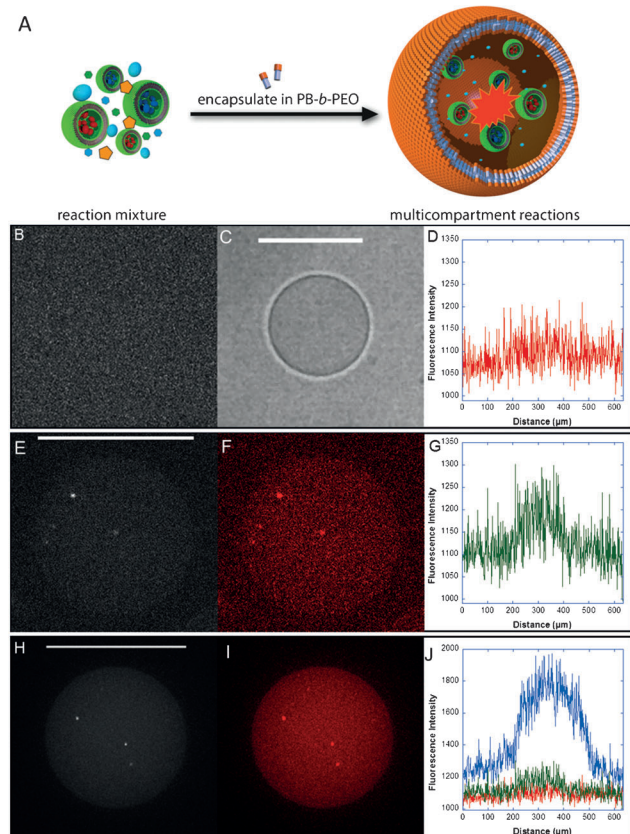 A
encapsulate in PB-b-PEO
reaction mixture
multicompartment reactions
B
C
D
1350
1300
1250
1200
1150
1100
1050
1000
Fluorescence Intensity
0 100 200 300 400 500 600
Distance (µm)
E
F
G
1350
1300
1250
1200
1150
1100
1050
1000
Fluorescence Intensity
0 100 200 300 400 500 600
Distance (µm)
H
I
J
2000
1800
1600
1400
1200
1000
Fluorescence Intensity
0 100 200 300 400 500 600
Distance (µm)